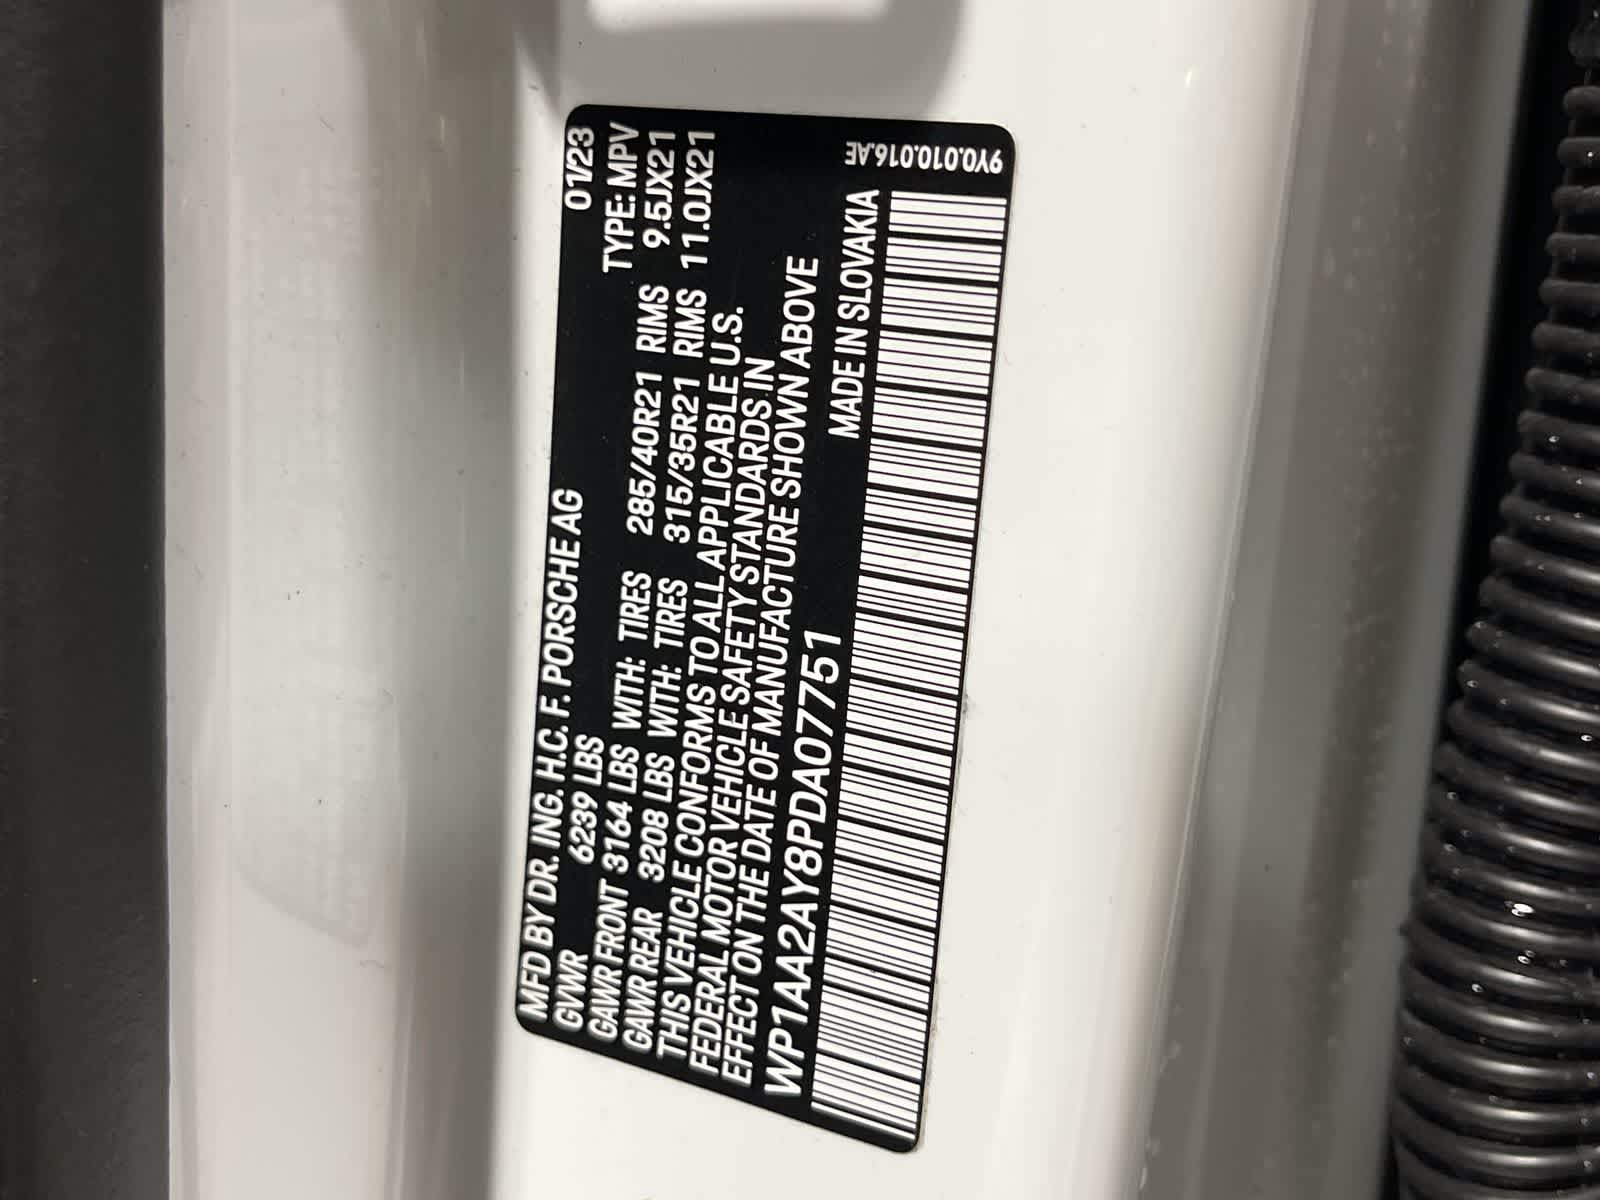 MFD BY DR. ING. H.C. F. PORSCHE AG 01/23
GVWR 6239 LBS TYPE: MPV
GAWR FRONT 3164 LBS WITH: TIRES 285/40R21 RIMS 9.5JX21
GAWR REAR 3208 LBS WITH: TIRES 315/35R21 RIMS 11.0JX21
THIS VEHICLE CONFORMS TO ALL APPLICABLE U.S.
FEDERAL MOTOR VEHICLE SAFETY STANDARDS IN
EFFECT ON THE DATE OF MANUFACTURE SHOWN ABOVE
WP1AA2AY8PDA07751 MADE IN SLOVAKIA
9Y0.010.016.AE